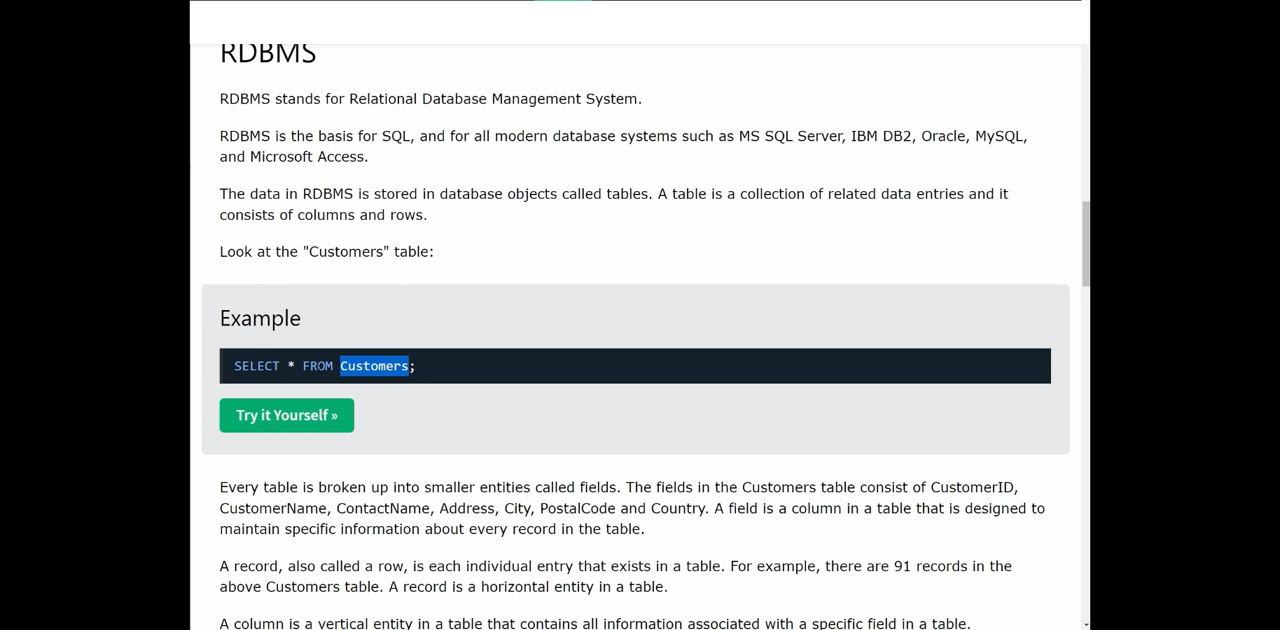 RDBMS
RDBMS stands for Relational Database Management System.
RDBMS is the basis for SQL, and for all modern database systems such as MS SQL Server, IBM DB2, Oracle, MySQL,
and Microsoft Access.
The data in RDBMS is stored in database objects called tables. A table is a collection of related data entries and it
consists of columns and rows.
Look at the "Customers" table:
Example
SELECT * FROM Customers;
Try it Yourself »
Every table is broken up into smaller entities called fields. The fields in the Customers table consist of CustomerID,
CustomerName, ContactName, Address, City, PostalCode and Country. A field is a column in a table that is designed to
maintain specific information about every record in the table.
A record, also called a row, is each individual entry that exists in a table. For example, there are 91 records in the
above Customers table. A record is a horizontal entity in a table.
A column is a vertical entity in a table that contains all information associated with a specific field in a table.